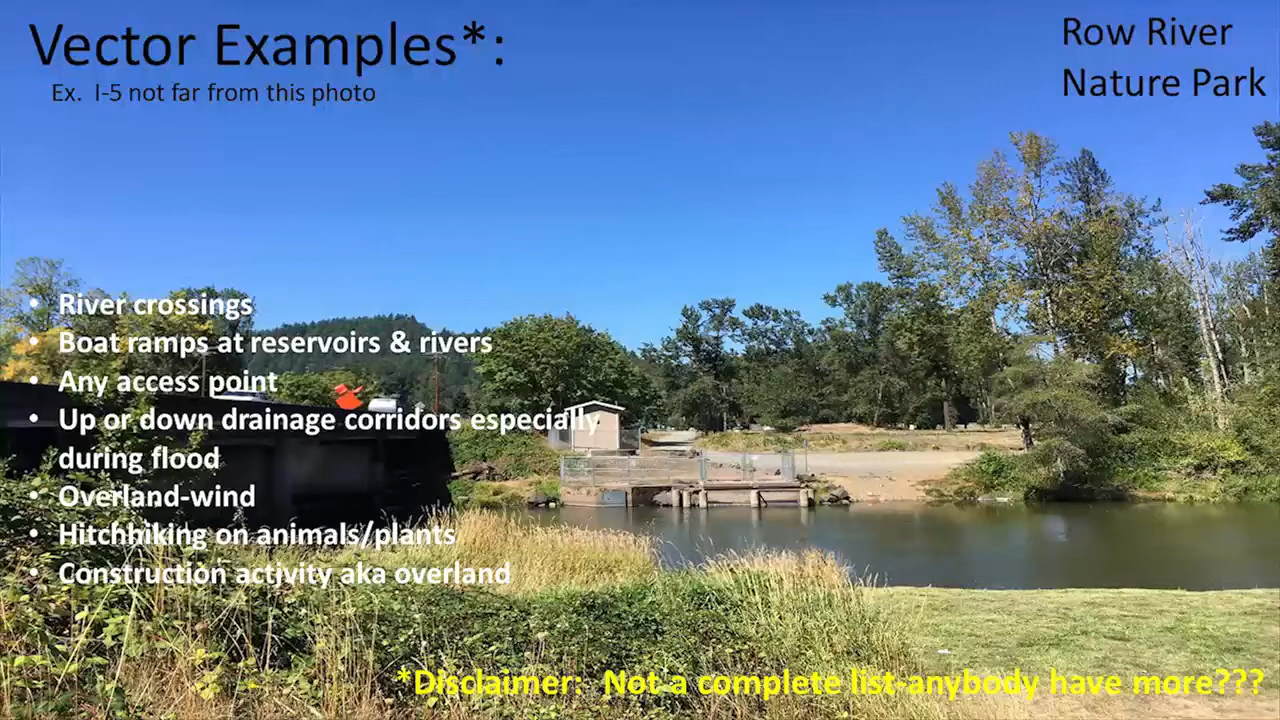 Vector Examples*:
Ex. I-5 not far from this photo
Row River
Nature Park
• River crossings
• Boat ramps at reservoirs & rivers
• Any access point
• Up or down drainage corridors especially
during flood
• Overland-wind
• Hitchhiking on animals/plants
• Construction activity aka overland
*Disclaimer: Not a complete list-anybody have more???